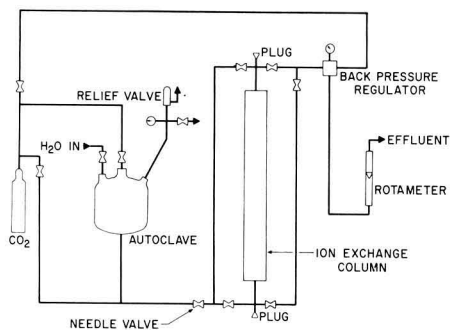 PLUG
BACK PRESSURE
REGULATOR
RELIEF VALVE
EFFLUENT
H₂O IN
ROTAMETER
CO₂
AUTOCLAVE
ION EXCHANGE
COLUMN
NEEDLE VALVE
PLUG